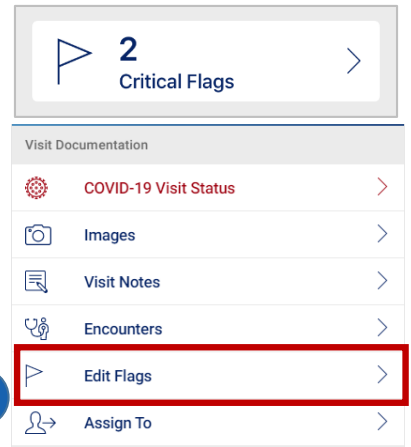 2
Critical Flags
Visit Documentation
COVID-19 Visit Status
Images
Visit Notes
Encounters
Edit Flags
Assign To